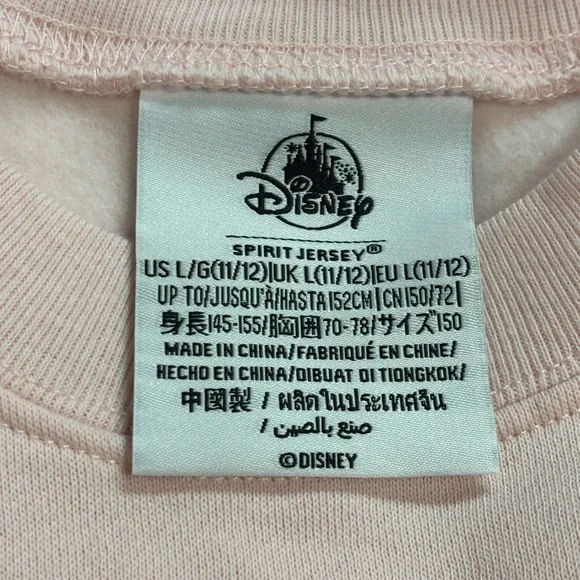 Disney
SPIRIT JERSEY®
US L/G(11/12)|UK L(11/12)|EU L(11/12)
UP TO/JUSQU'À/HASTA 152CM|CN 150/72|
身長145-155/胸囲70-78/サイズ150
MADE IN CHINA/FABRIQUÉ EN CHINE/
HECHO EN CHINA/DIBUAT DI TIONGKOK/
中國製 / ผลิตในประเทศจีน
/ صنع بالصين
©DISNEY